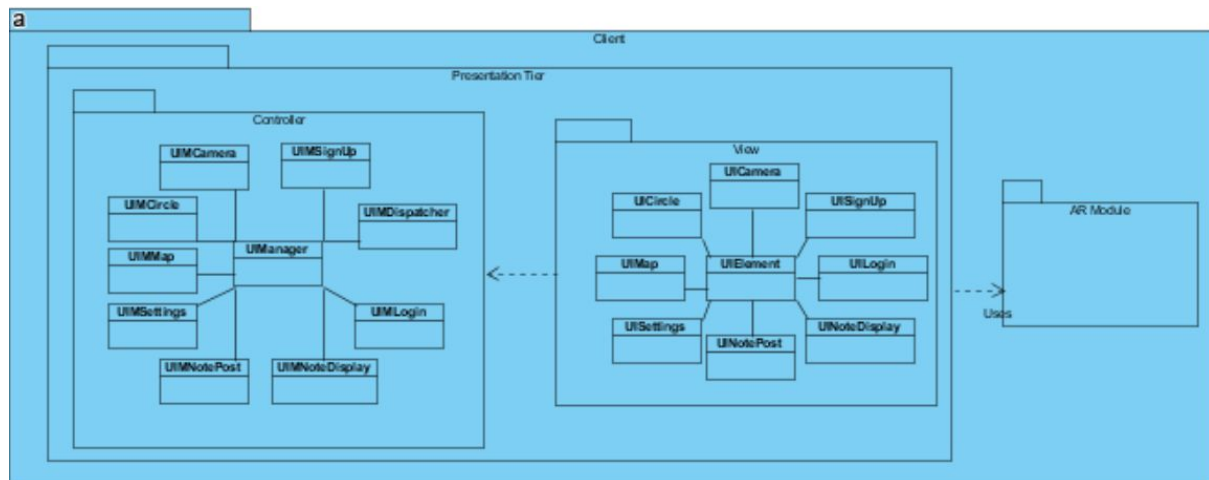 a
Client
Presentation Tier
Controller
UIMCamera
UIMSignUp
UIMCircle
UIMDispatcher
UIManager
UIMMap
UIMSettings
UIMLogin
UIMNotePost
UIMNoteDisplay
View
UICamera
UICircle
UISignUp
UIMap
UIElement
UILogin
UISettings
UINotePost
UINoteDisplay
AR Module
Uses